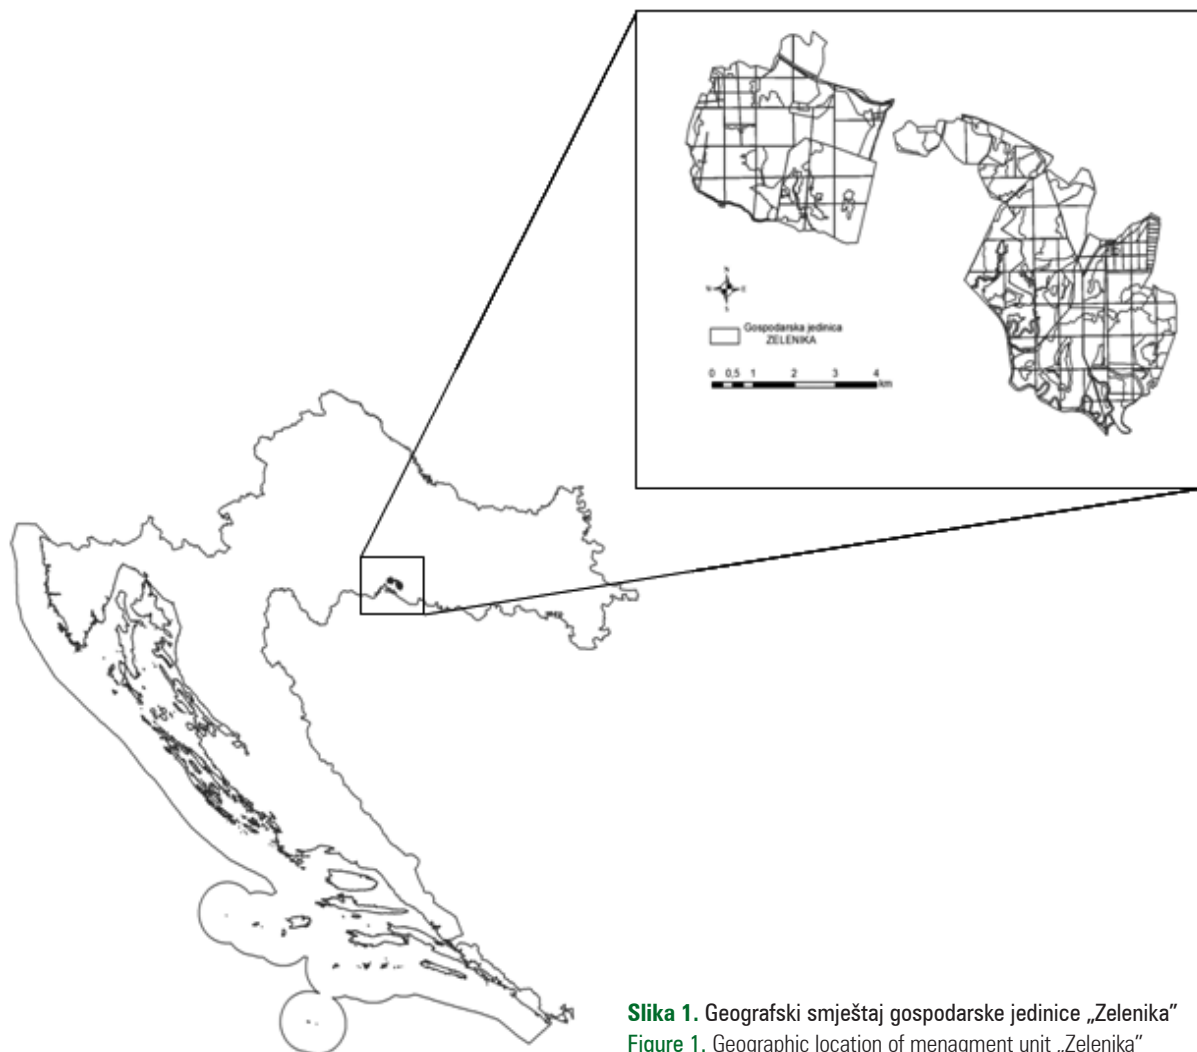 N
W E
S
Gospodarska jedinica
ZELENIKA
0 0,5 1 2 3 4
km
Slika 1. Geografski smještaj gospodarske jedinice „Zelenika”
Figure 1. Geographic location of menagment unit „Zelenika”